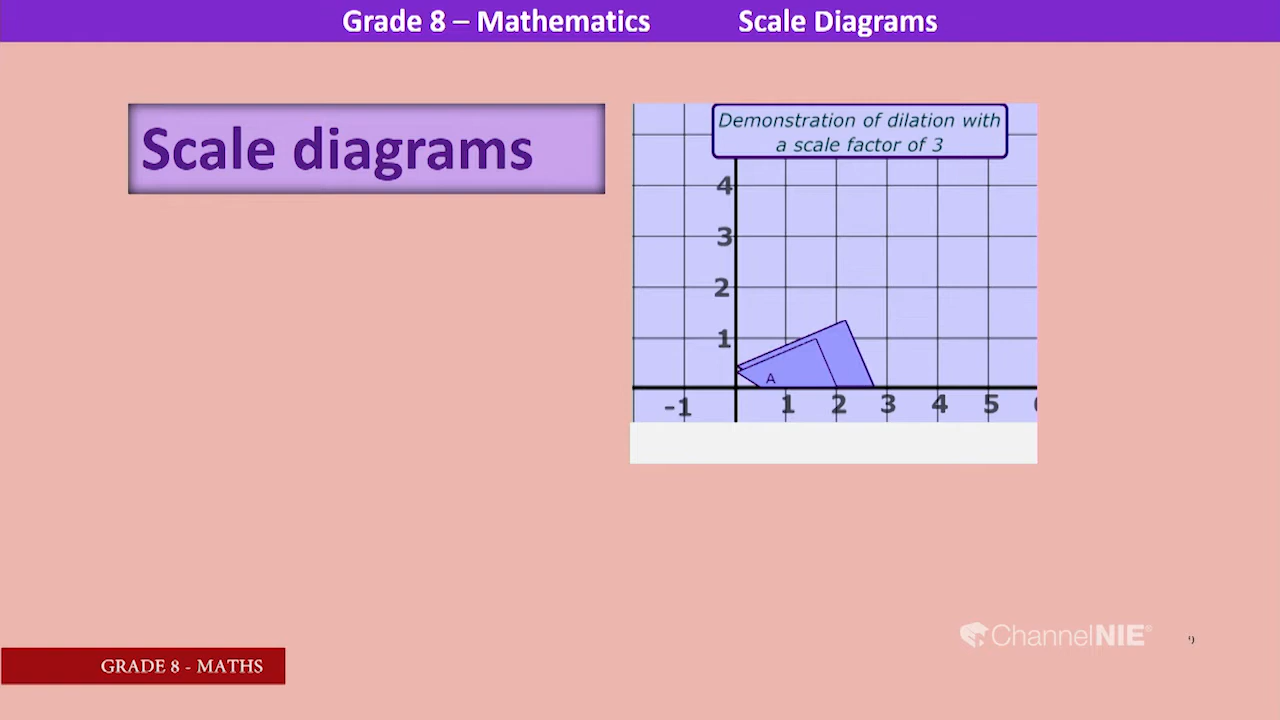 Grade 8 – Mathematics Scale Diagrams
Scale diagrams
Demonstration of dilation with
a scale factor of 3
4
3
2
1
A
-1 1 2 3 4 5
ChannelNIE©
9
GRADE 8 - MATHS